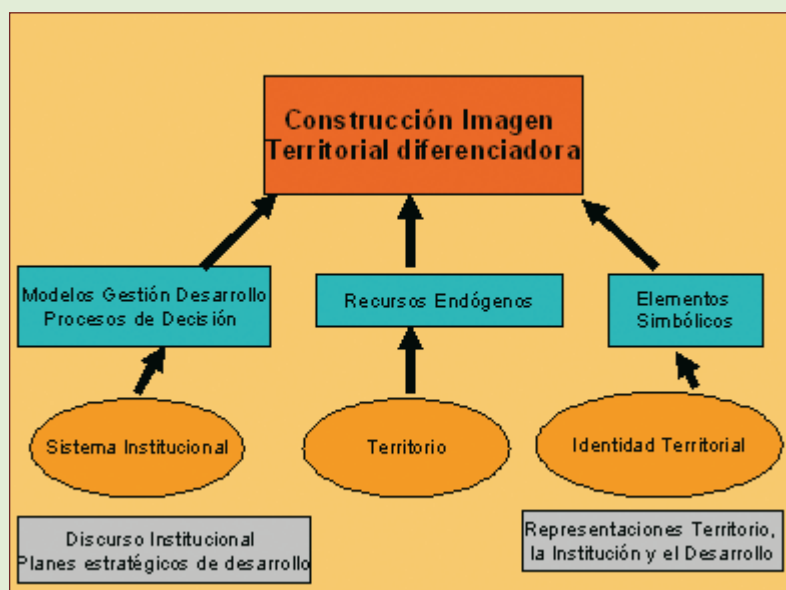 Construcción Imagen
Territorial diferenciadora
Modelos Gestión Desarrollo
Procesos de Decisión
Recursos Endógenos
Elementos
Simbólicos
Sistema Institucional
Territorio
Identidad Territorial
Discurso Institucional
Planes estratégicos de desarrollo
Representaciones Territorio,
la Institución y el Desarrollo